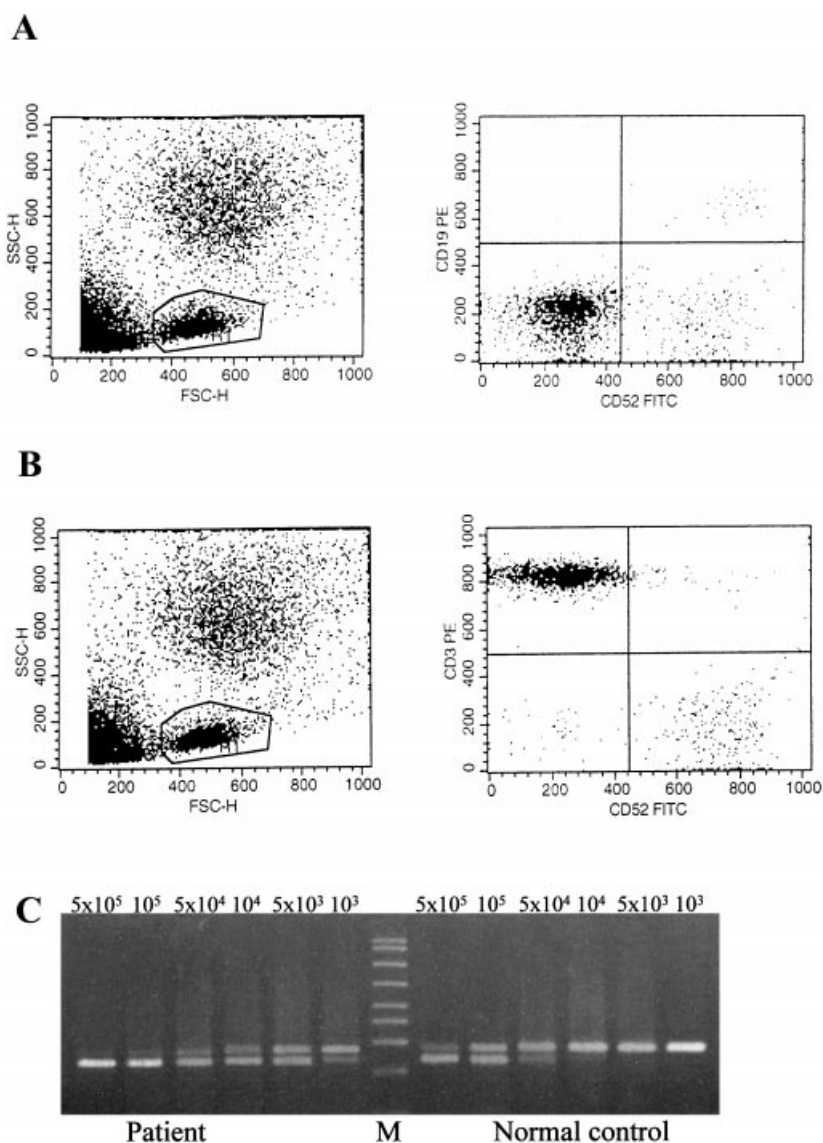 A
1000
800
600
400
200
0
SSC-H
0 200 400 600 800 1000
FSC-H
1000
800
600
400
200
0
CD19 PE
0 200 400 600 800 1000
CD52 FITC
B
1000
800
600
400
200
0
SSC-H
0 200 400 600 800 1000
FSC-H
1000
800
600
400
200
0
CD3 PE
0 200 400 600 800 1000
CD52 FITC
C
5x10⁵ 10⁵ 5x10⁴ 10⁴ 5x10³ 10³ 5x10⁵ 10⁵ 5x10⁴ 10⁴ 5x10³ 10³
Patient M Normal control